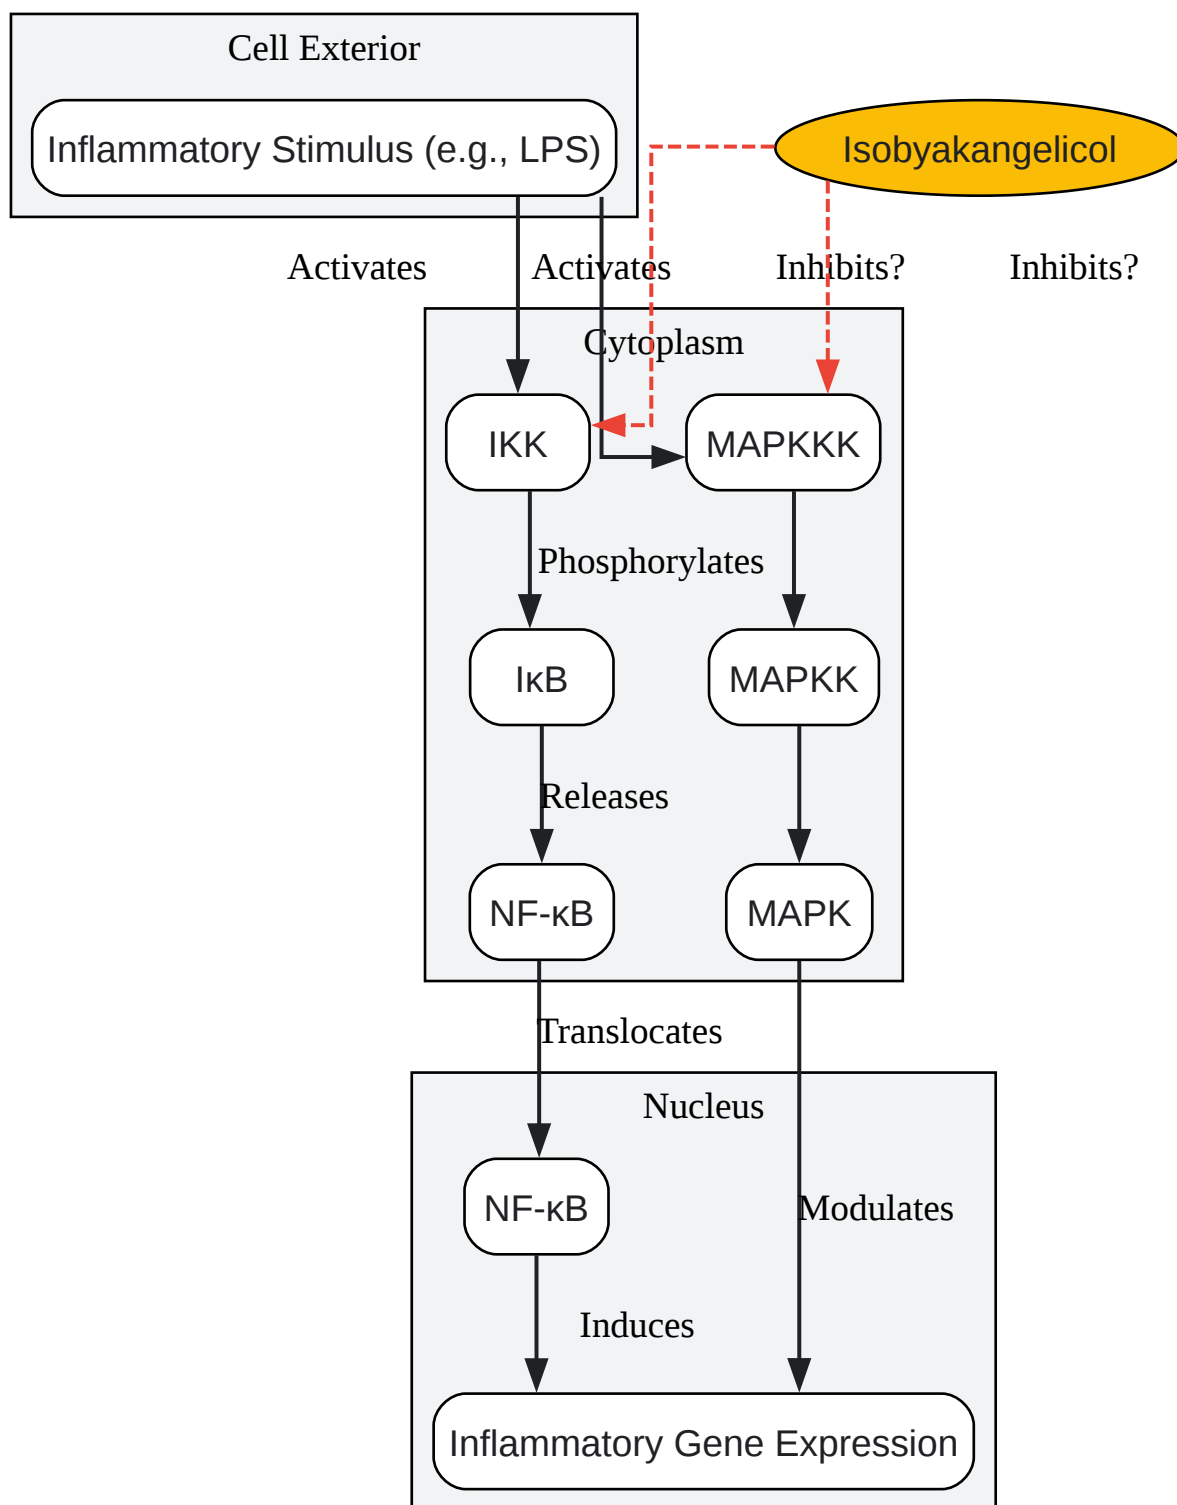 Cell Exterior
Inflammatory Stimulus (e.g., LPS)
Isobyakangelicol
Activates
Activates
Inhibits?
Inhibits?
Cytoplasm
IKK
MAPKKK
Phosphorylates
IκB
MAPKK
Releases
NF-κB
MAPK
Translocates
Nucleus
NF-κB
Modulates
Induces
Inflammatory Gene Expression